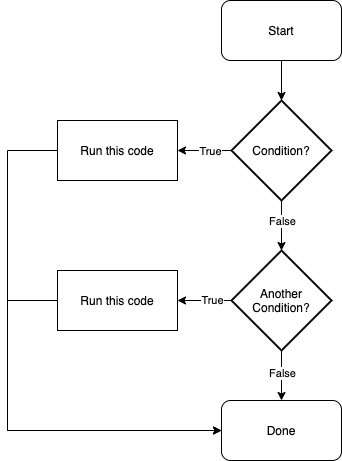 Start
Run this code
True
Condition?
False
Run this code
True
Another
Condition?
False
Done